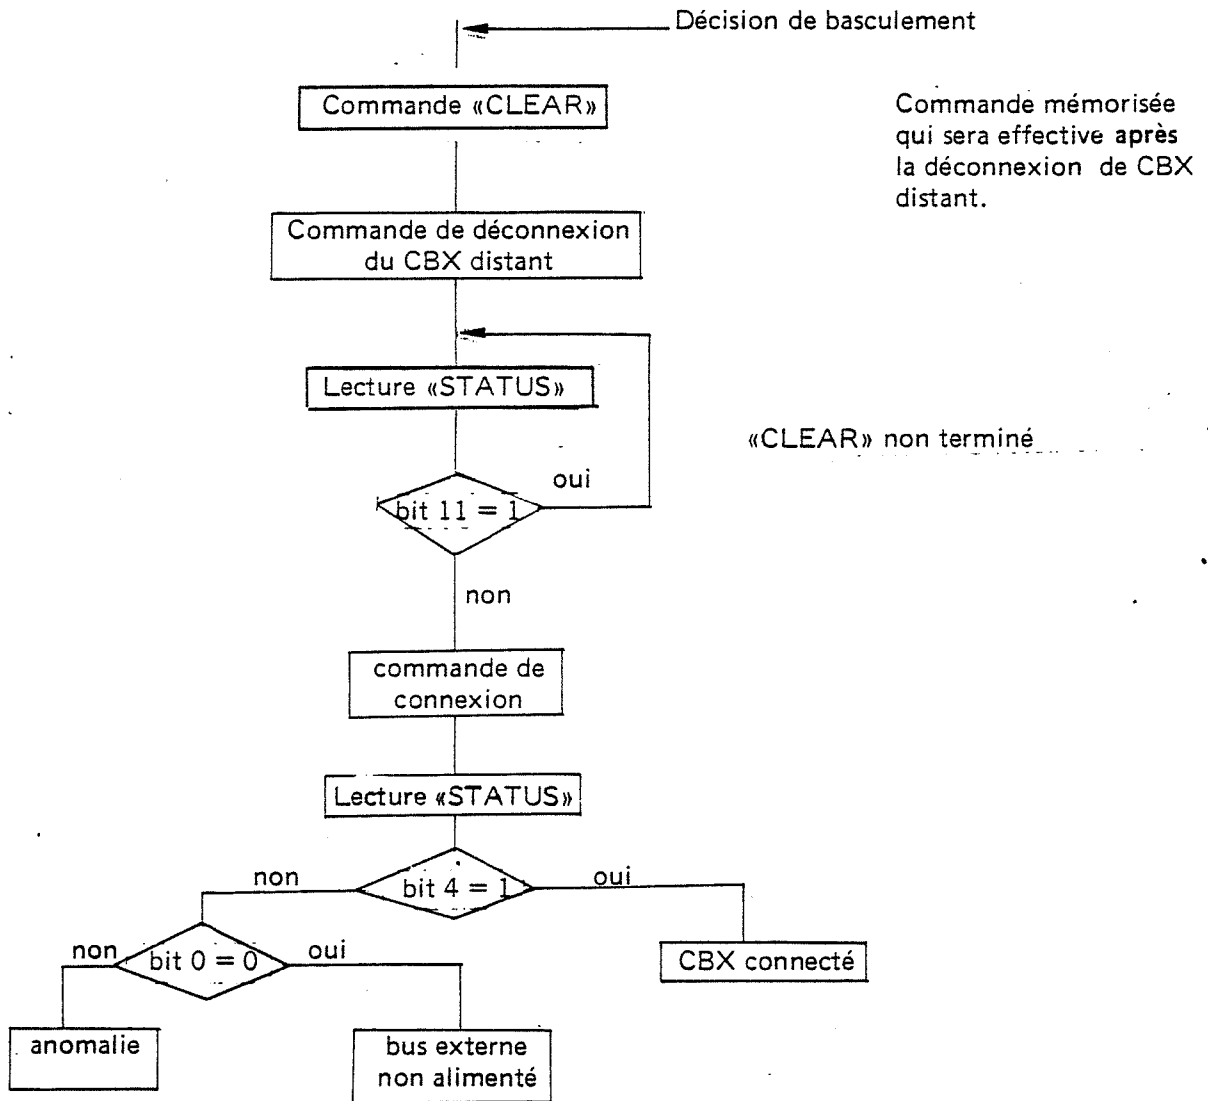 Décision de basculement
Commande «CLEAR»
Commande mémorisée
qui sera effective après
la déconnexion de CBX
distant.
Commande de déconnexion
du CBX distant
Lecture «STATUS»
«CLEAR» non terminé
oui
bit 11 = 1
non
commande de
connexion
Lecture «STATUS»
non
bit 4 = 1
oui
non
bit 0 = 0
oui
CBX connecté
anomalie
bus externe
non alimenté